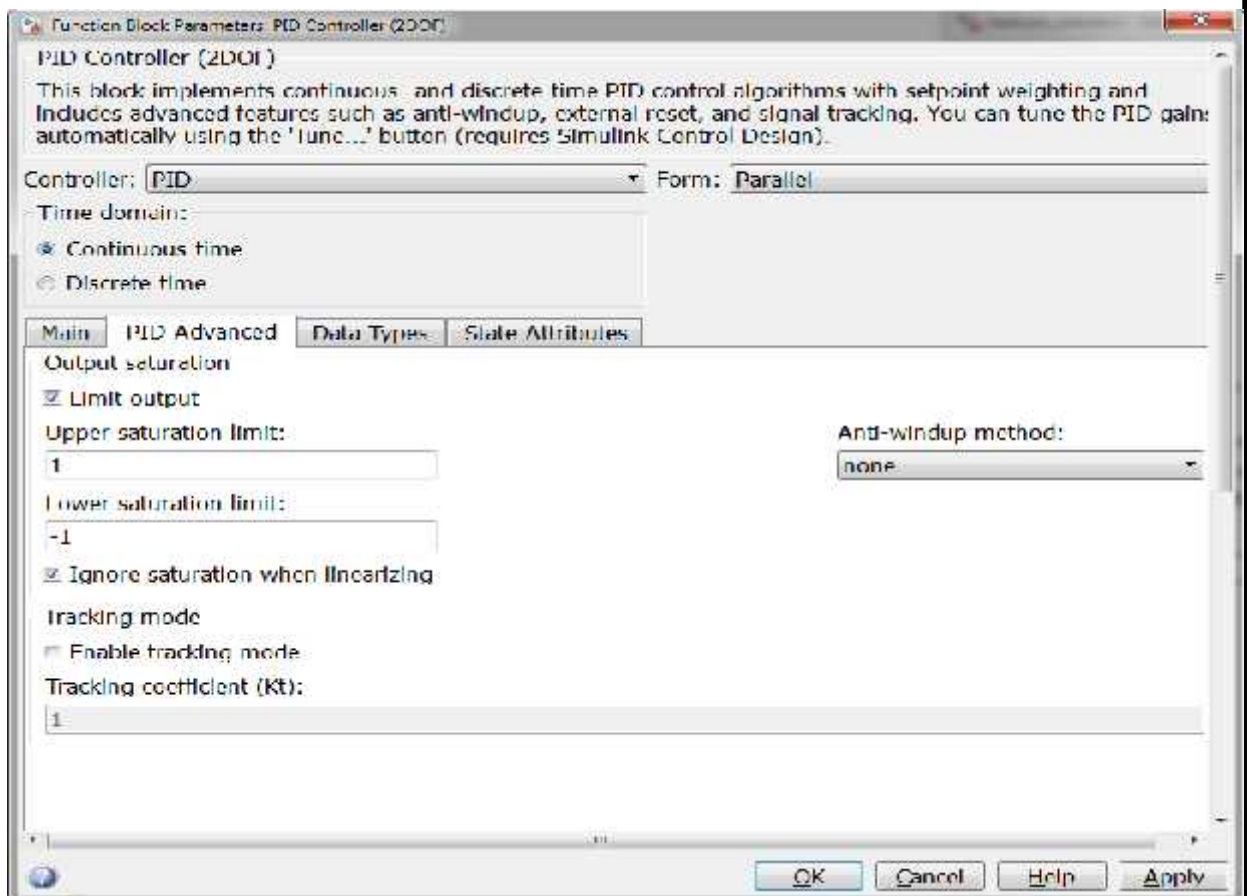 Function Block Parameters: PID Controller (2DOF)
PID Controller (2DOF)
This block implements continuous and discrete time PID control algorithms with setpoint weighting and
includes advanced features such as anti-windup, external reset, and signal tracking. You can tune the PID gains
automatically using the 'Tune...' button (requires Simulink Control Design).
Controller: PID Form: Parallel
Time domain:
Continuous time
Discrete time
Main PID Advanced Data Types State Attributes
Output saturation
Limit output
Upper saturation limit: Anti-windup method:
1 none
Lower saturation limit:
-1
Ignore saturation when linearizing
Tracking mode
Enable tracking mode
Tracking coefficient (Kt):
1
OK Cancel Help Apply